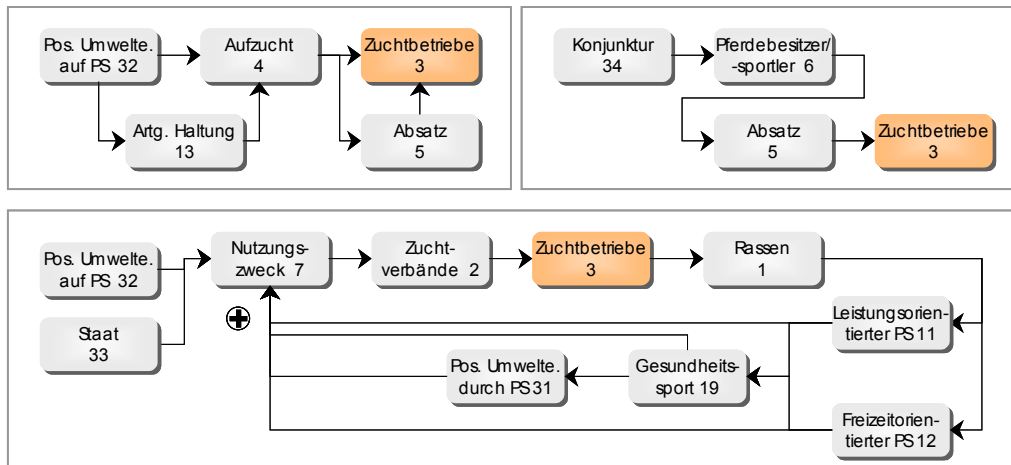 Pos. Umwelte.
auf PS 32
Aufzucht
4
Zuchtbetriebe
3
Artg. Haltung
13
Absatz
5
Konjunktur
34
Pferdebesitzer/
-sportler 6
Absatz
5
Zuchtbetriebe
3
Pos. Umwelte.
auf PS 32
Staat
33
Nutzungs-
zweck 7
Zucht-
verbände 2
Zuchtbetriebe
3
Rassen
1
Leistungsorien-
tierter PS 11
Gesundheits-
sport 19
Pos. Umwelte.
durch PS 31
Freizeitorien-
tierter PS 12